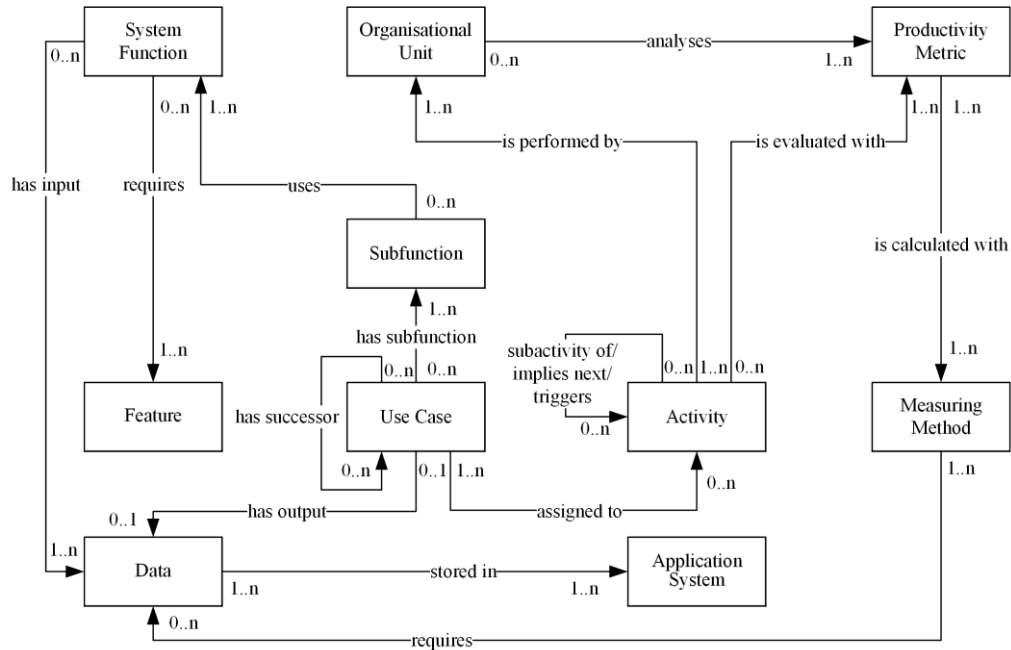 System
Function
Organisational
Unit
Productivity
Metric
0..n
analyses
0..n
1..n
0..n
1..n
1..n
1..n
1..n
is performed by
is evaluated with
has input
requires
uses
0..n
Subfunction
is calculated with
1..n
has subfunction
subactivity of/
implies next/
triggers
1..n
1..n
0..n
0..n
0..n
1..n
0..n
Feature
has successor
Use Case
Activity
Measuring
Method
0..n
0..n
0..1
1..n
0..n
1..n
has output
assigned to
0..1
1..n
Data
stored in
Application
System
1..n
1..n
0..n
requires